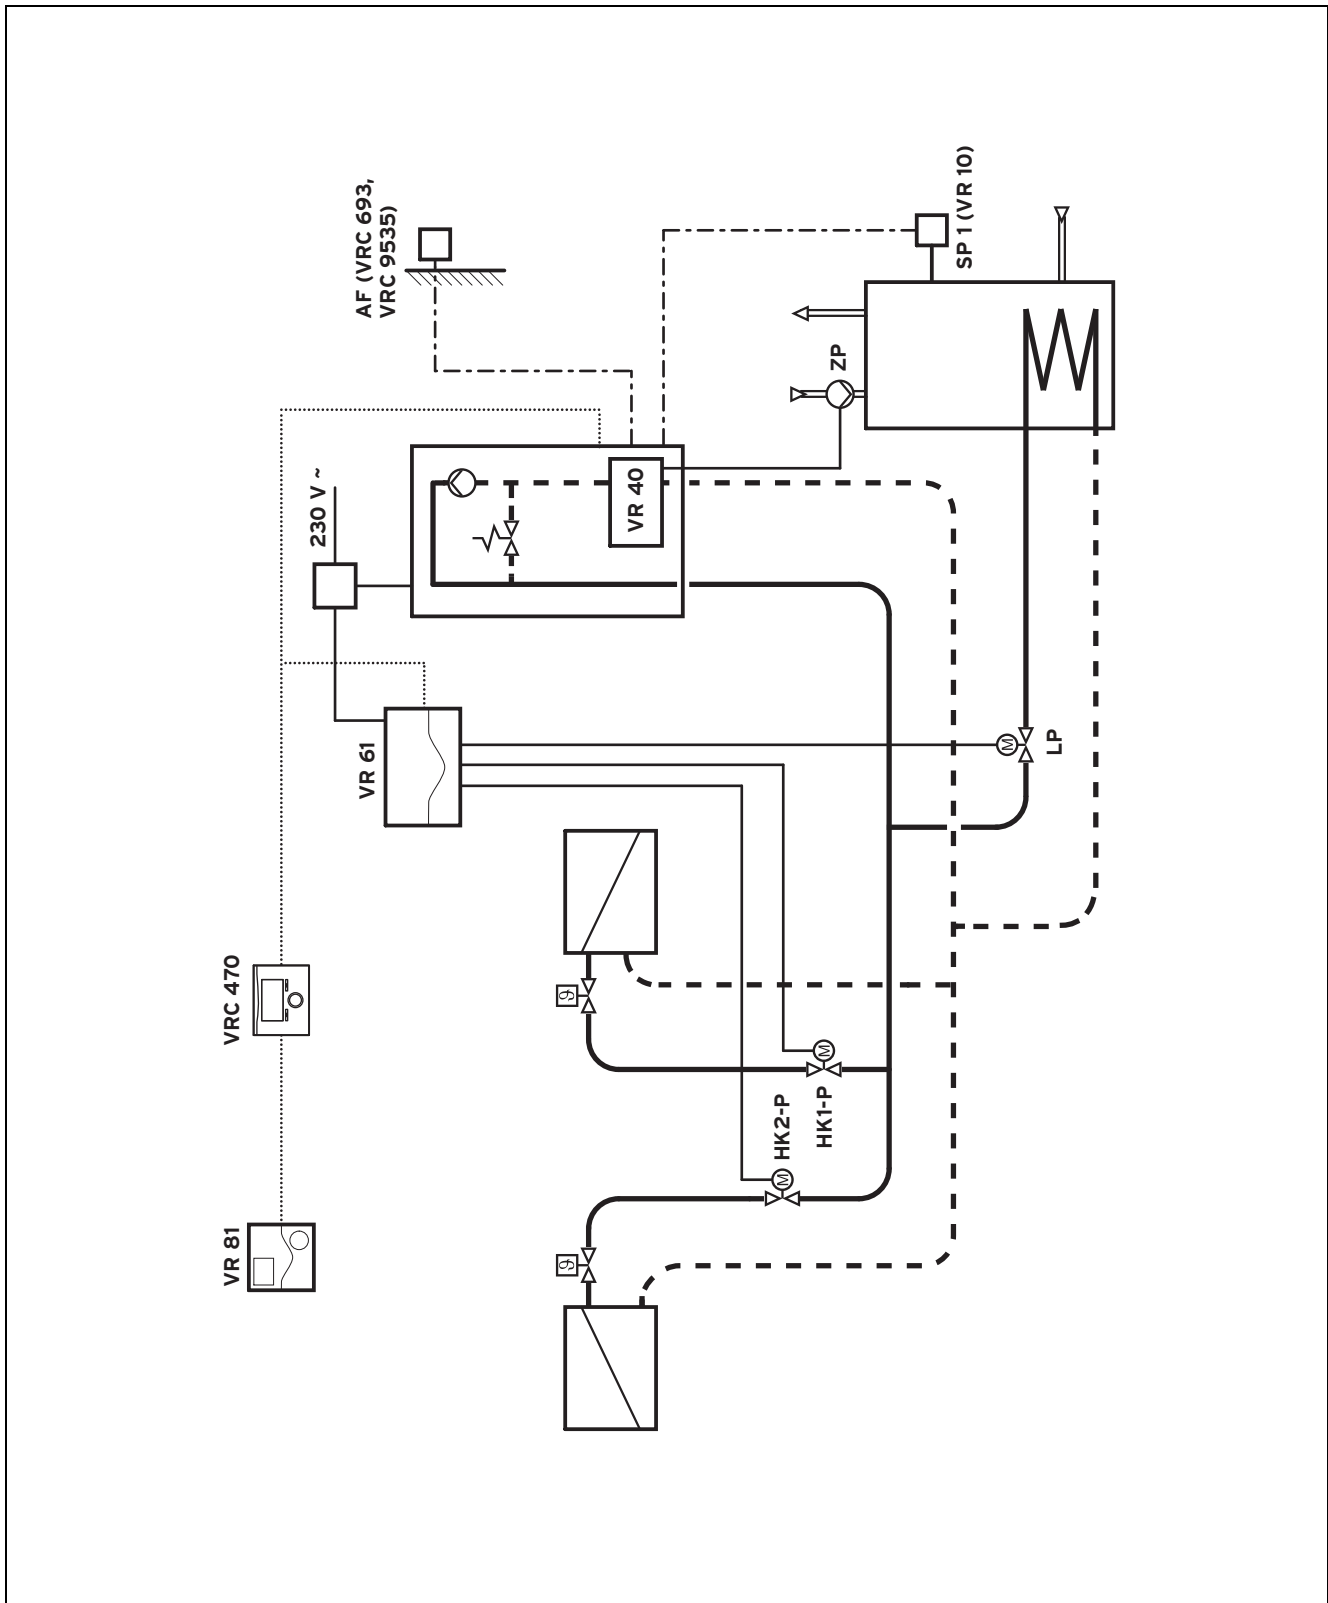 VR 81
VRC 470
VR 61
230 V ~
AF (VRC 693,
VRC 9535)
VR 40
ZP
SP 1 (VR 10)
LP
HK2-P
HK1-P
M
M
M
ϑ
ϑ